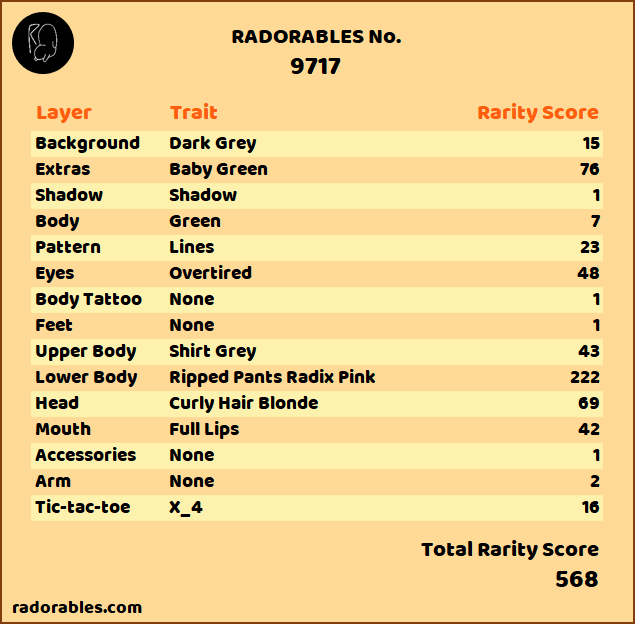 RADORABLES No.
9717
Layer Trait Rarity Score
Background Dark Grey 15
Extras Baby Green 76
Shadow Shadow 1
Body Green 7
Pattern Lines 23
Eyes Overtired 48
Body Tattoo None 1
Feet None 1
Upper Body Shirt Grey 43
Lower Body Ripped Pants Radix Pink 222
Head Curly Hair Blonde 69
Mouth Full Lips 42
Accessories None 1
Arm None 2
Tic-tac-toe X_4 16
Total Rarity Score
568
radorables.com